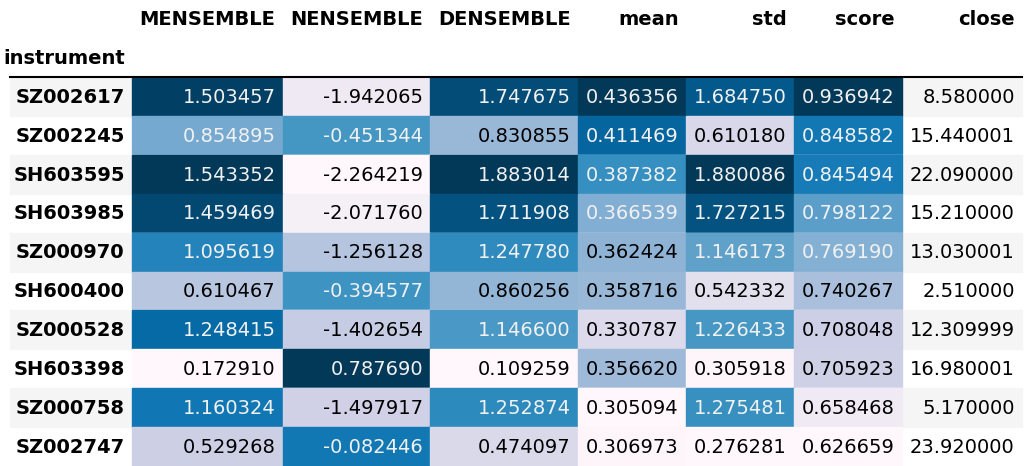 MENSEMBLE NENSEMBLE DENSEMBLE mean std score close
instrument
SZ002617 1.503457 -1.942065 1.747675 0.436356 1.684750 0.936942 8.580000
SZ002245 0.854895 -0.451344 0.830855 0.411469 0.610180 0.848582 15.440001
SH603595 1.543352 -2.264219 1.883014 0.387382 1.880086 0.845494 22.090000
SH603985 1.459469 -2.071760 1.711908 0.366539 1.727215 0.798122 15.210000
SZ000970 1.095619 -1.256128 1.247780 0.362424 1.146173 0.769190 13.030001
SH600400 0.610467 -0.394577 0.860256 0.358716 0.542332 0.740267 2.510000
SZ000528 1.248415 -1.402654 1.146600 0.330787 1.226433 0.708048 12.309999
SH603398 0.172910 0.787690 0.109259 0.356620 0.305918 0.705923 16.980001
SZ000758 1.160324 -1.497917 1.252874 0.305094 1.275481 0.658468 5.170000
SZ002747 0.529268 -0.082446 0.474097 0.306973 0.276281 0.626659 23.920000